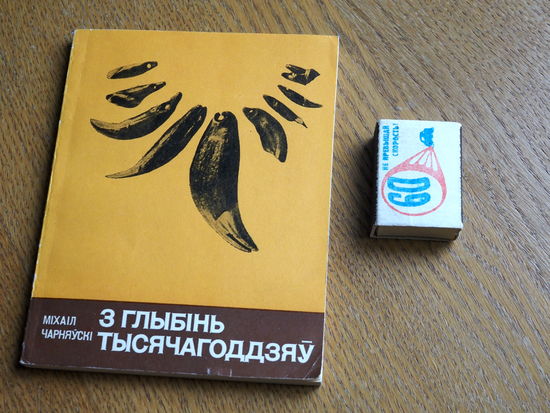 МІХАІЛ
ЧАРНЯЎСКІ
З ГЛЫБІНЬ
ТЫСЯЧАГОДДЗЯЎ
НЕ ПРЕВЫШАЙ
СКОРОСТЬ!
60